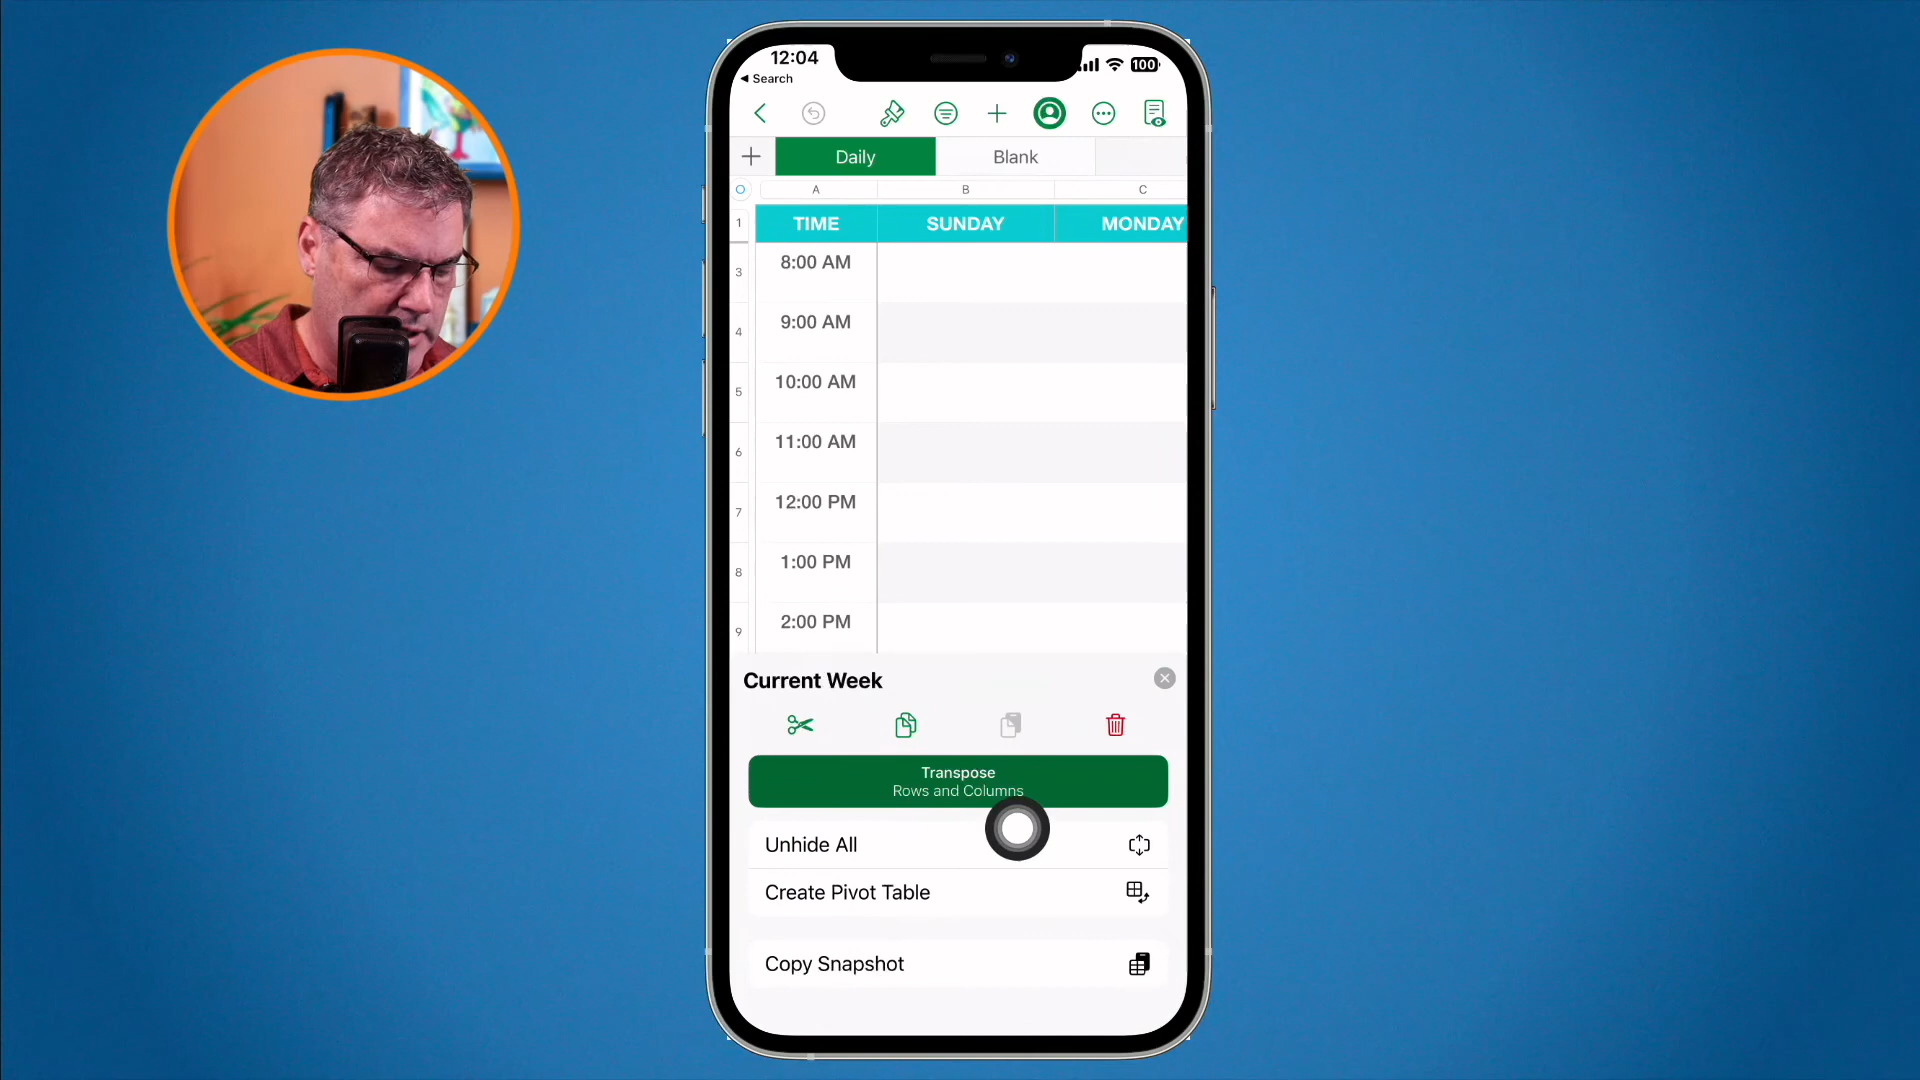 12:04
◀ Search
100
Daily
Blank
A B C
1 TIME SUNDAY MONDAY
3 8:00 AM
4 9:00 AM
5 10:00 AM
6 11:00 AM
7 12:00 PM
8 1:00 PM
9 2:00 PM
Current Week
Transpose
Rows and Columns
Unhide All
Create Pivot Table
Copy Snapshot